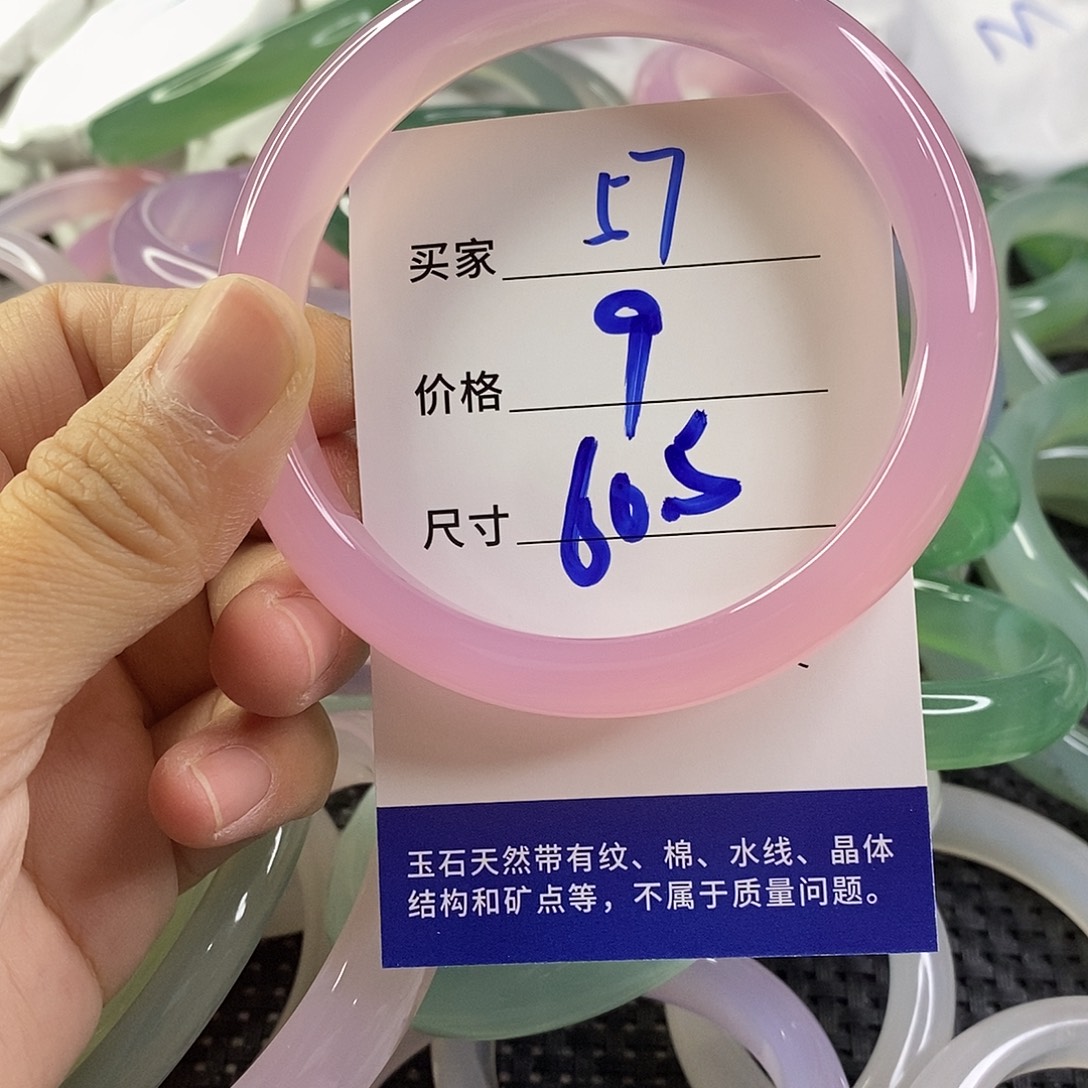 买家 57
价格 9
尺寸 60.5
玉石天然带有纹、棉、水线、晶体
结构和矿点等，不属于质量问题。